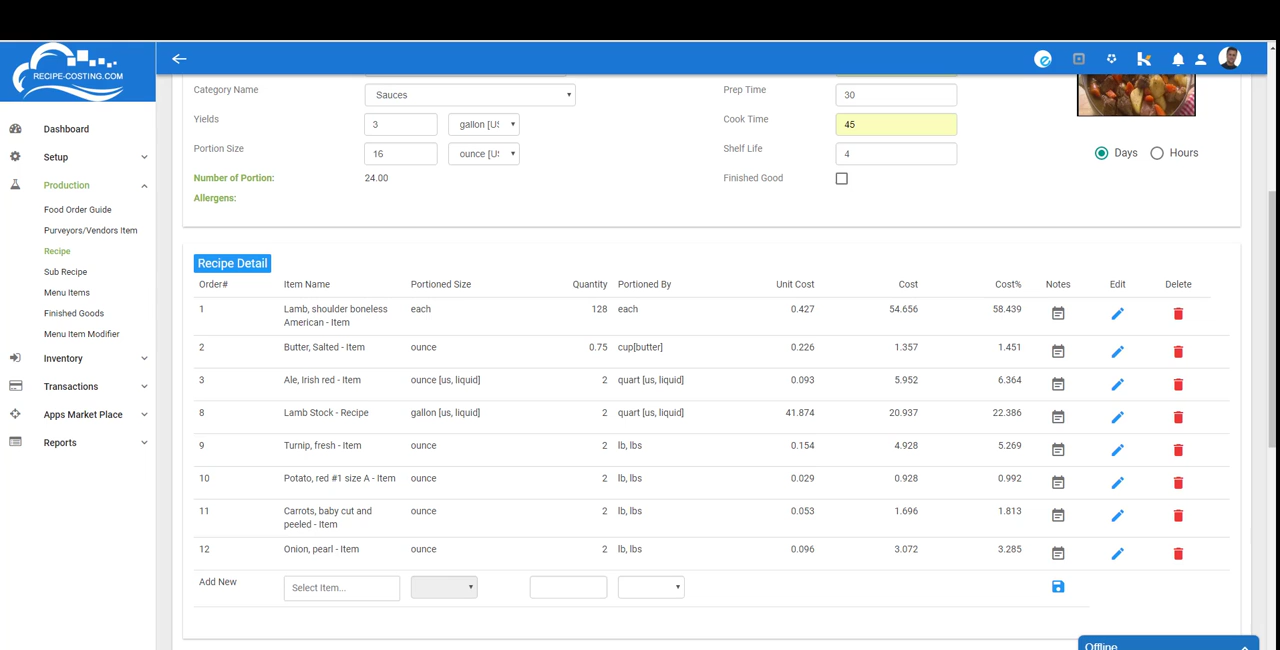 RECIPE-COSTING.COM
Dashboard
Setup
Production
Food Order Guide
Purveyors/Vendors Item
Recipe
Sub Recipe
Menu Items
Finished Goods
Menu Item Modifier
Inventory
Transactions
Apps Market Place
Reports
Category Name Sauces Prep Time 30
Yields 3 gallon [US Cook Time 45
Portion Size 16 ounce [US Shelf Life 4 Days Hours
Number of Portion: 24.00 Finished Good
Allergens:
Recipe Detail
Order# Item Name Portioned Size Quantity Portioned By Unit Cost Cost Cost% Notes Edit Delete
1 Lamb, shoulder boneless each 128 each 0.427 54.656 58.439
American - Item
2 Butter, Salted - Item ounce 0.75 cup[butter] 0.226 1.357 1.451
3 Ale, Irish red - Item ounce [us, liquid] 2 quart [us, liquid] 0.093 5.952 6.364
8 Lamb Stock - Recipe gallon [us, liquid] 2 quart [us, liquid] 41.874 20.937 22.386
9 Turnip, fresh - Item ounce 2 lb, lbs 0.154 4.928 5.269
10 Potato, red #1 size A - Item ounce 2 lb, lbs 0.029 0.928 0.992
11 Carrots, baby cut and ounce 2 lb, lbs 0.053 1.696 1.813
peeled - Item
12 Onion, pearl - Item ounce 2 lb, lbs 0.096 3.072 3.285
Add New Select Item...
Offline